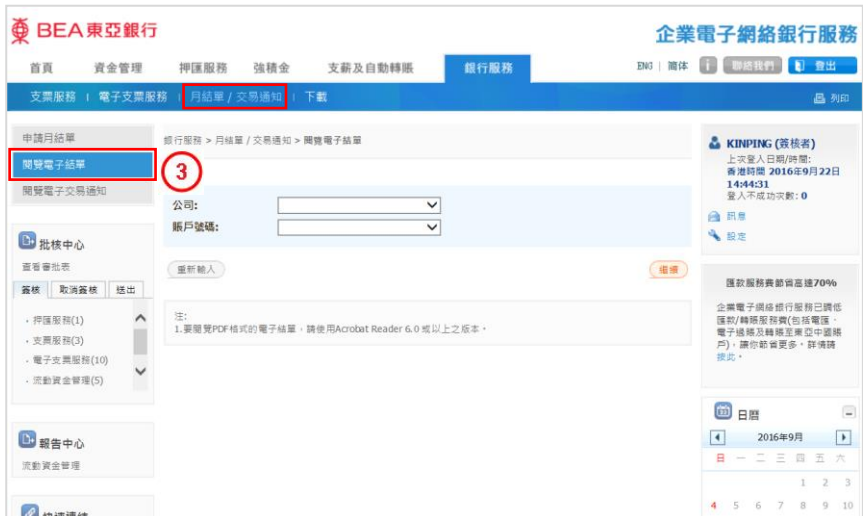 BEA東亞銀行
企業電子網絡銀行服務
首頁 資金管理 押匯服務 強積金 支薪及自動轉賬 銀行服務
ENG | 簡体 i 聯絡我們 登出
支票服務 | 電子支票服務 | 月結單 / 交易通知 | 下載
列印
申請月結單
閱覽電子結單
閱覽電子交易通知
③
銀行服務 > 月結單 / 交易通知 > 閱覽電子結單
公司:
賬戶號碼:
重新輸入
繼續
注:
1.要閱覽PDF格式的電子結單，請使用Acrobat Reader 6.0 或以上之版本。
批核中心
查看審批表
簽核 取消簽核 送出
· 押匯服務(1)
· 支票服務(3)
· 電子支票服務(10)
· 流動資金管理(5)
報告中心
流動資金管理
快速連結
KINPING (簽核者)
上次登入日期/時間:
香港時間 2016年9月22日
14:44:31
登入不成功次數: 0
訊息
設定
匯款服務費節省高達70%
企業電子網絡銀行服務已調低
匯款/轉賬服務費(包括電匯、
電子過賬及轉賬至東亞中國賬
戶)，讓你節省更多。詳情請
按此。
日曆
2016年9月
日 一 二 三 四 五 六
1 2 3
4 5 6 7 8 9 10